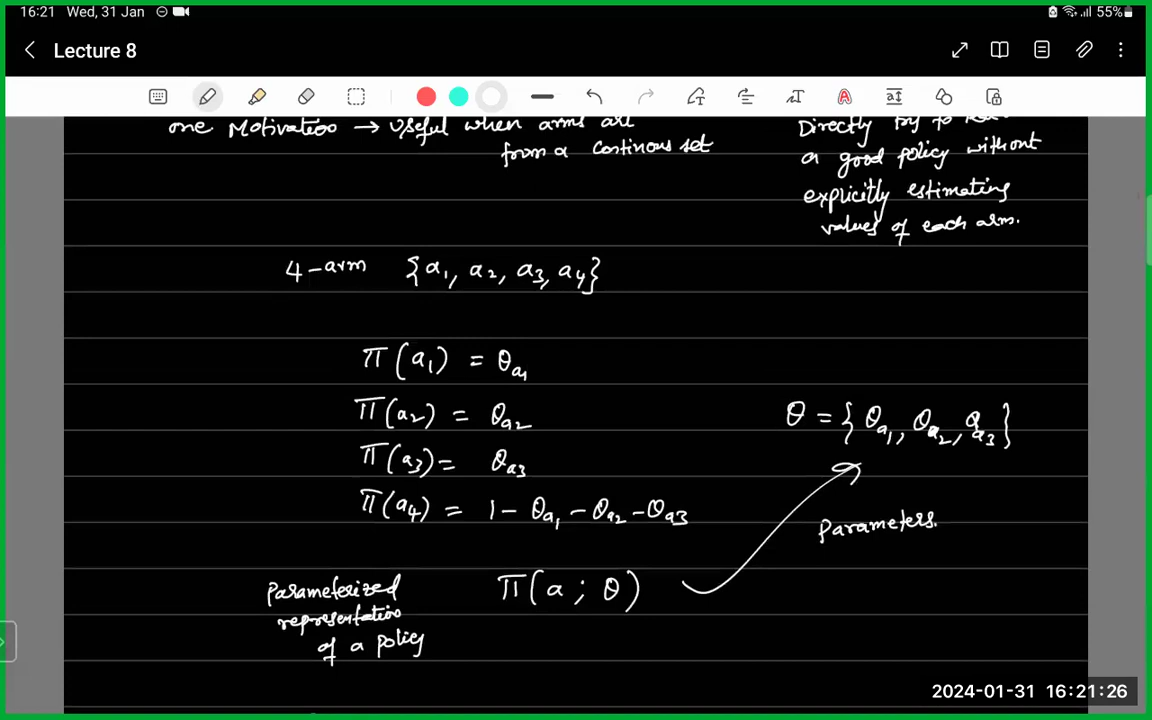 16:21 Wed, 31 Jan
55%
Lecture 8
one Motivation → Useful when arms are
from a continous set
Directly try to
a good policy without
explicitly estimating
values of each arm.
4-arm {a1, a2, a3, a4}
π(a1) = θa1
π(a2) = θa2
π(a3) = θa3
π(a4) = 1 - θa1 - θa2 - θa3
θ = {θa1, θa2, θa3}
Parameters.
Parameterized
representation
of a policy
π(a ; θ)
2024-01-31 16:21:26